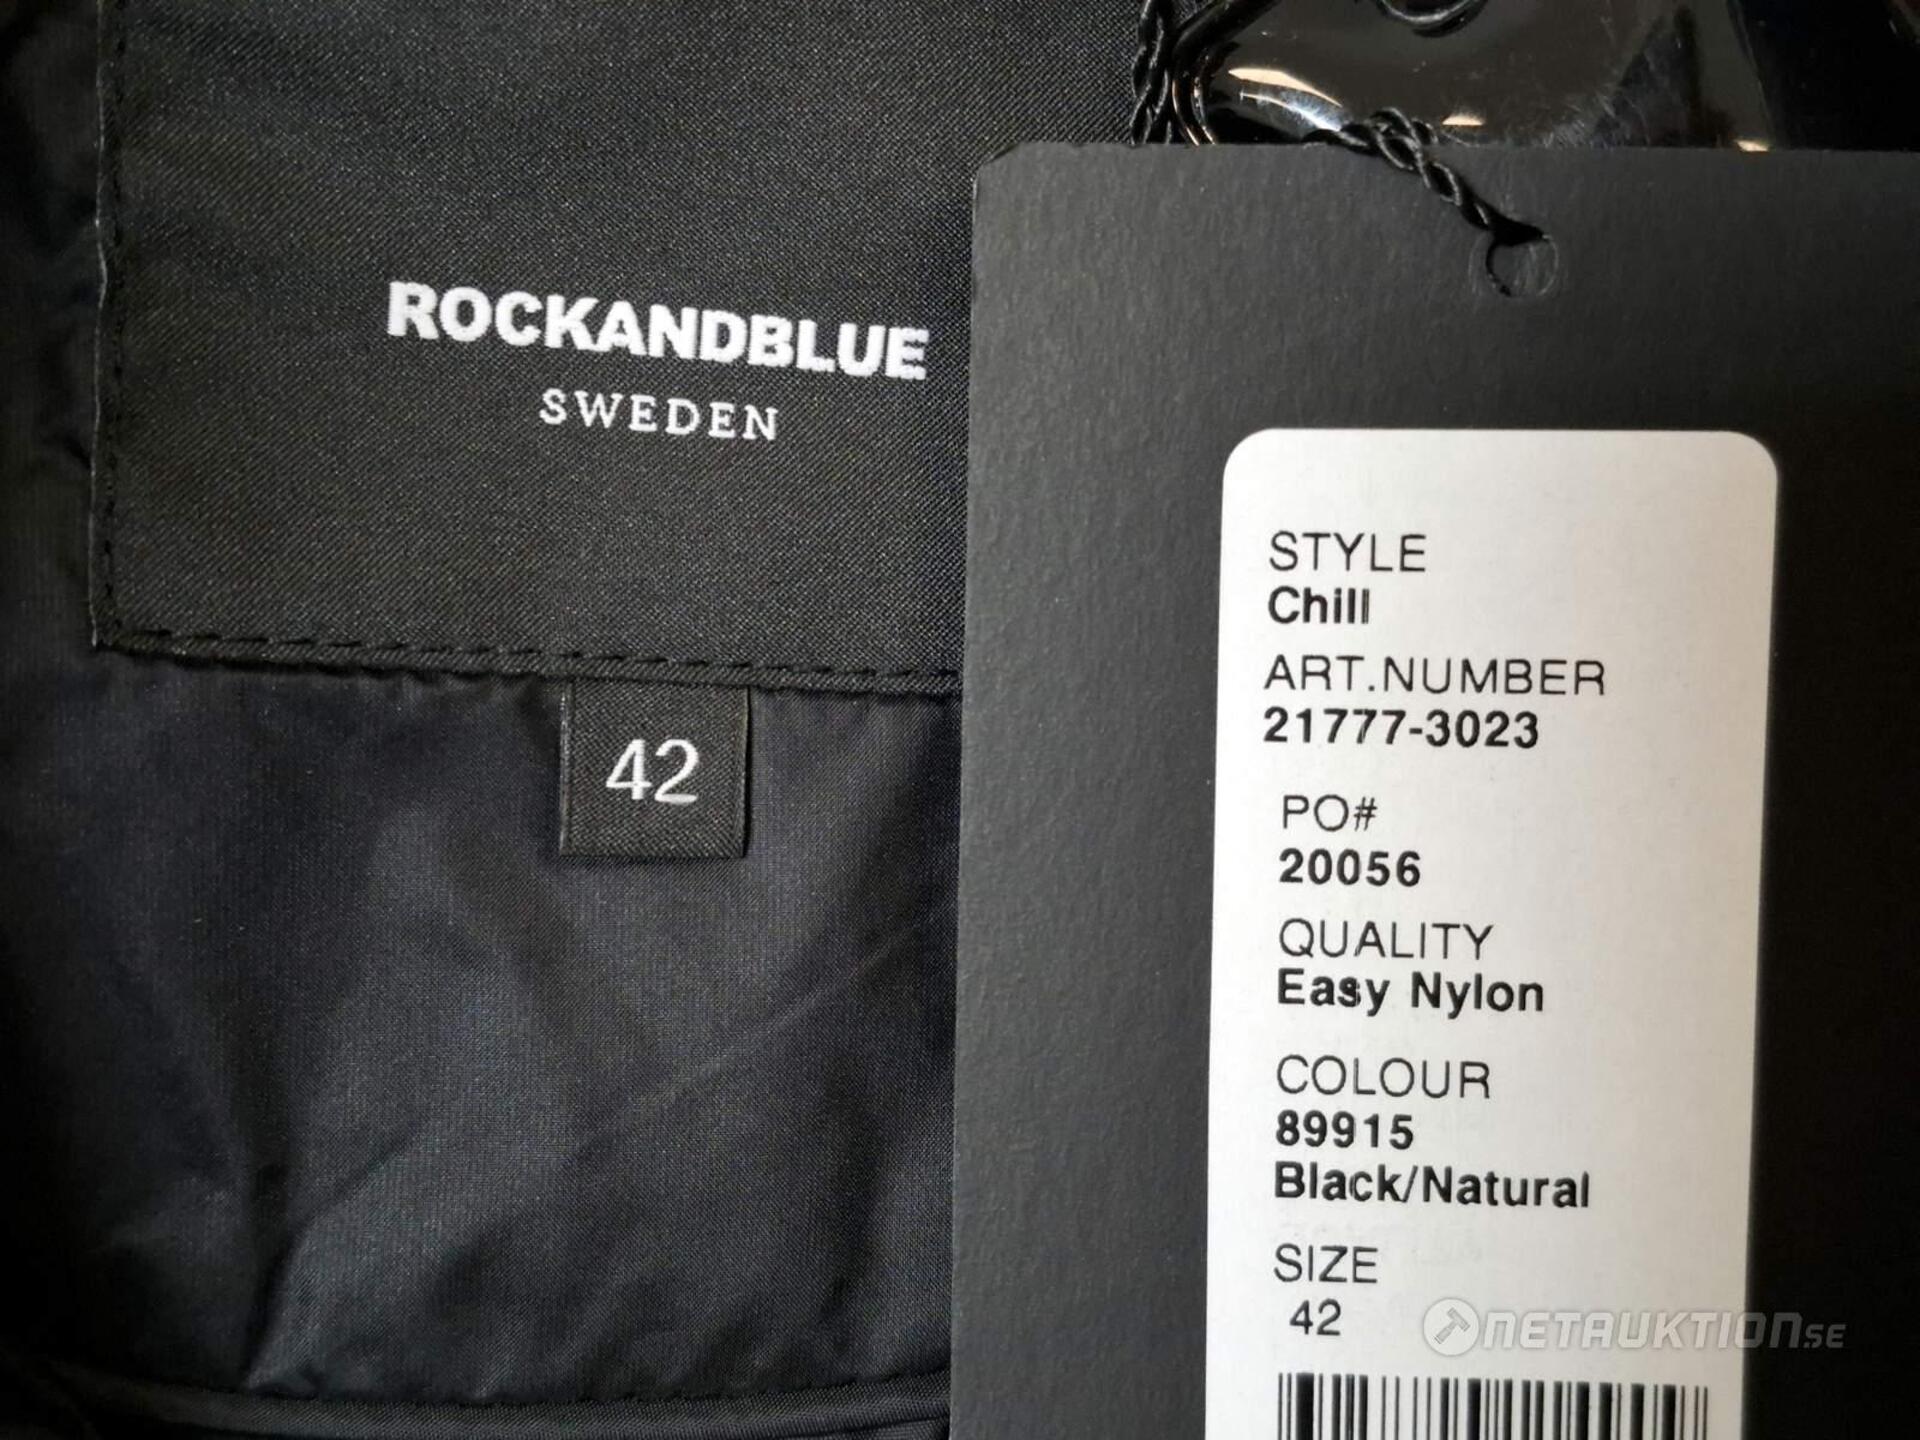 ROCKANDBLUE
SWEDEN
42
STYLE
Chill
ART.NUMBER
21777-3023
PO#
20056
QUALITY
Easy Nylon
COLOUR
89915
Black/Natural
SIZE
42
NETAUKTION.SE